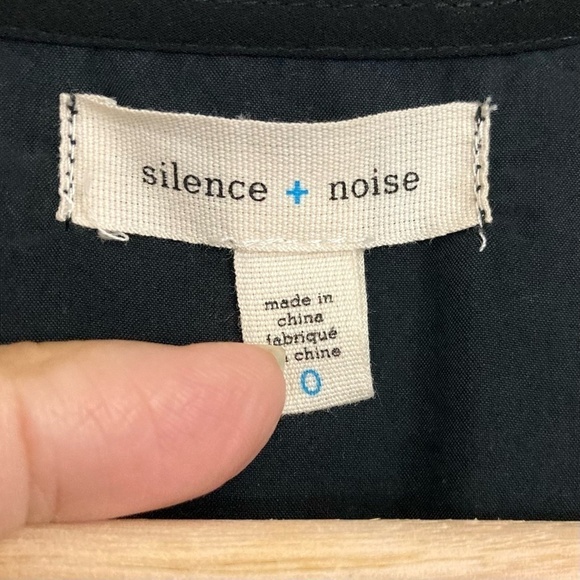 silence + noise
made in
china
fabriqué
chine
0